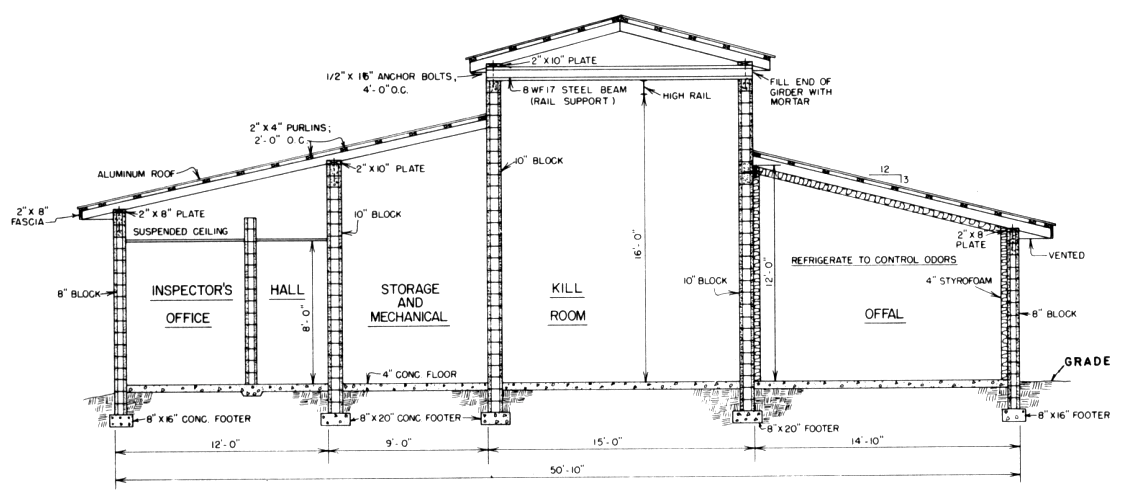 2" X 10" PLATE
1/2" X 16" ANCHOR BOLTS,
4'-0" O.C.
8 WF 17 STEEL BEAM
(RAIL SUPPORT)
HIGH RAIL
FILL END OF
GIRDER WITH
MORTAR
2" X 4" PURLINS;
2'-0" O.C.
ALUMINUM ROOF
2" X 10" PLATE
10" BLOCK
12
3
2" X 8"
FASCIA
2" X 8" PLATE
10" BLOCK
SUSPENDED CEILING
2" X 8"
PLATE
VENTED
16'-0"
12'-0"
REFRIGERATE TO CONTROL ODORS
8" BLOCK
INSPECTOR'S
OFFICE
HALL
8'-0"
STORAGE
AND
MECHANICAL
KILL
ROOM
10" BLOCK
4" STYROFOAM
OFFAL
8" BLOCK
GRADE
4" CONC. FLOOR
8" X 16" CONC. FOOTER
8" X 20" CONC FOOTER
8" X 20" FOOTER
8" X 16" FOOTER
12'-0"
9'-0"
15'-0"
14'-10"
50'-10"